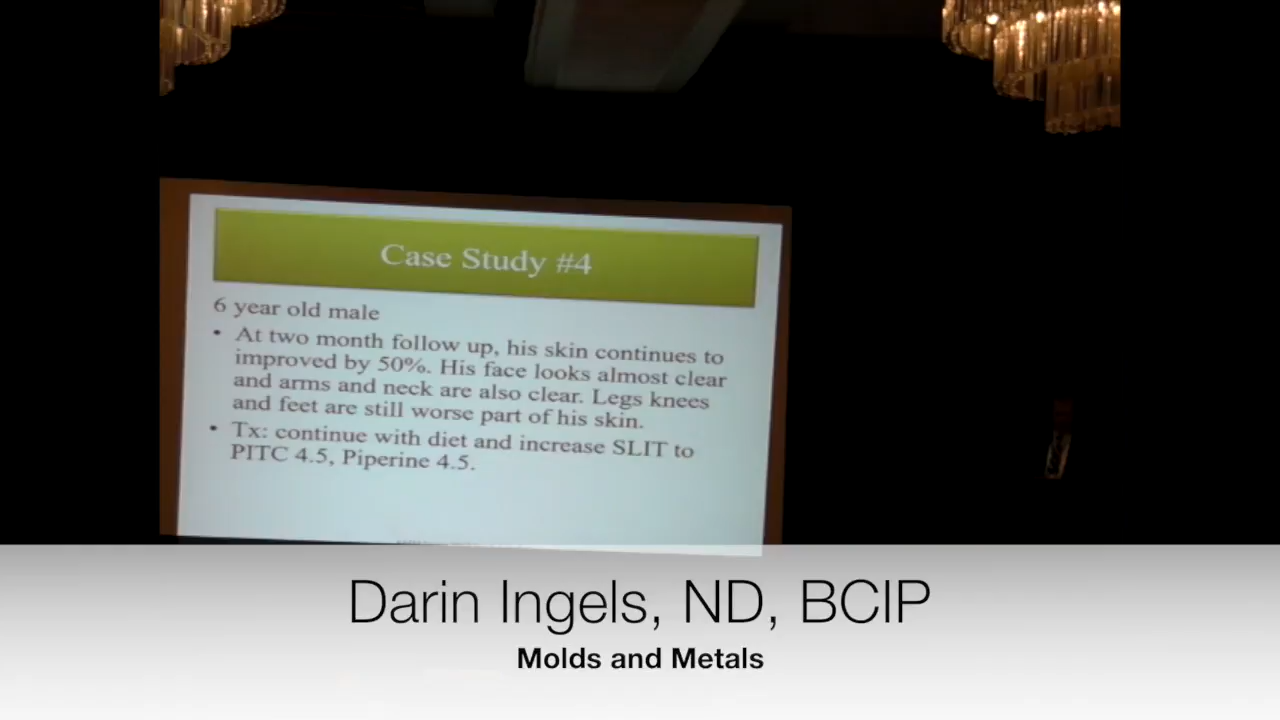 Case Study #4
6 year old male
• At two month follow up, his skin continues to
improved by 50%. His face looks almost clear
and arms and neck are also clear. Legs knees
and feet are still worse part of his skin.
• Tx: continue with diet and increase SLIT to
PITC 4.5, Piperine 4.5.
Darin Ingels, ND, BCIP
Molds and Metals